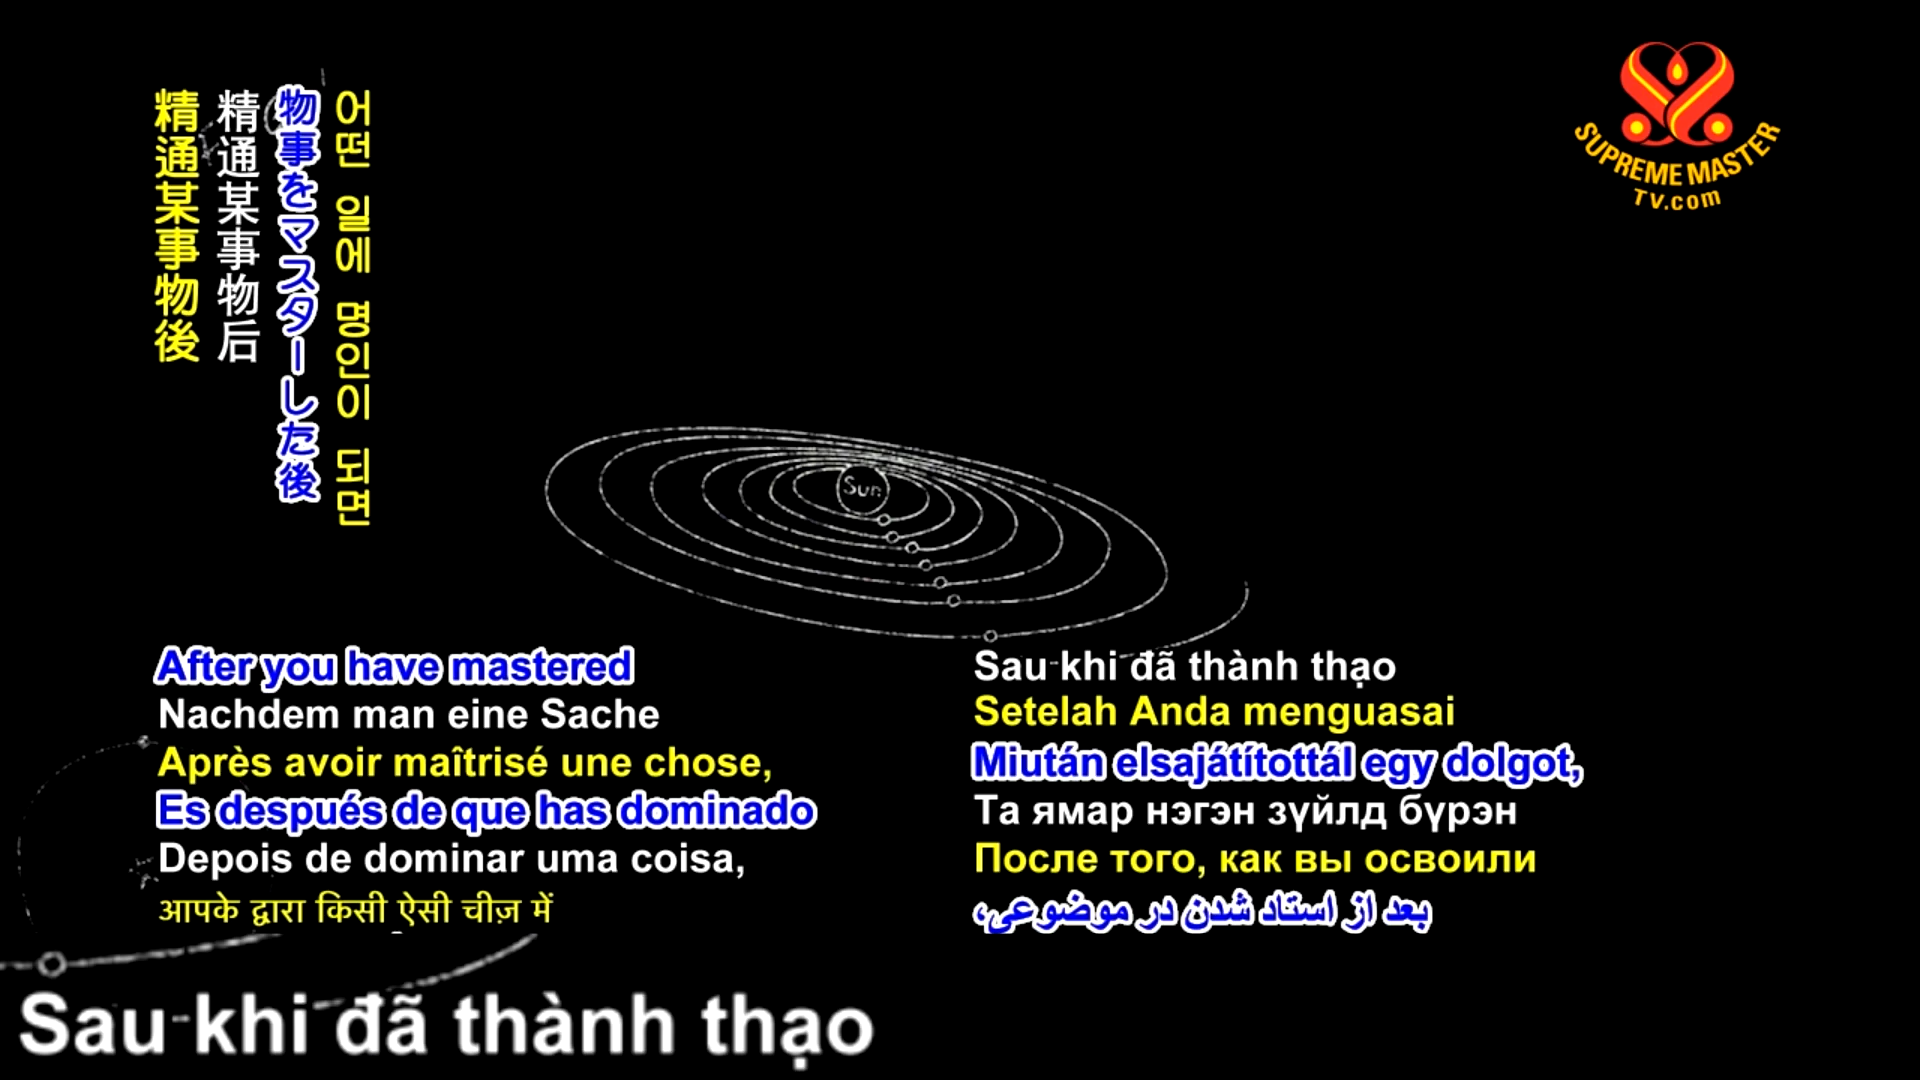 精通某事物後
精通某事物后
物事をマスターした後
어떤 일에 명인이 되면
SUPREME MASTER
TV.com
Sun
After you have mastered
Nachdem man eine Sache
Après avoir maîtrisé une chose,
Es después de que has dominado
Depois de dominar uma coisa,
आपके द्वारा किसी ऐसी चीज़ में
Sau khi đã thành thạo
Setelah Anda menguasai
Miután elsajátítottál egy dolgot,
Та ямар нэгэн зүйлд бүрэн
После того, как вы освоили
بعد از استاد شدن در موضوعی،
Sau khi đã thành thạo